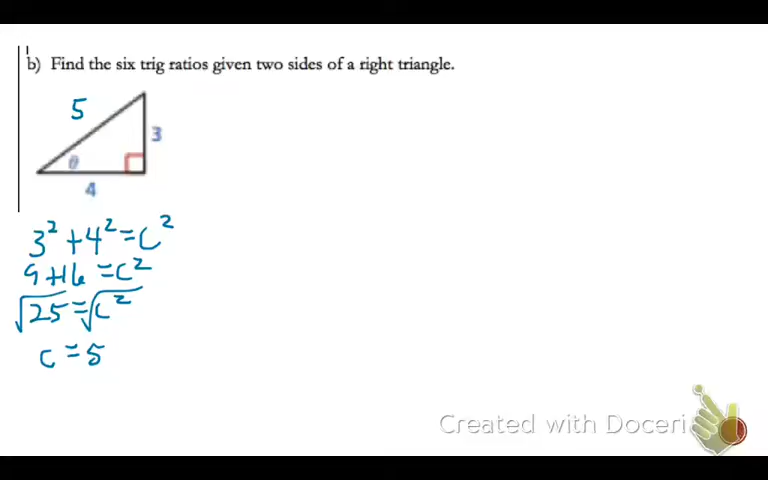 b) Find the six trig ratios given two sides of a right triangle.
5
3
θ
4
3² + 4² = c²
9 + 16 = c²
√25 = √c²
c = 5
Created with Doceri